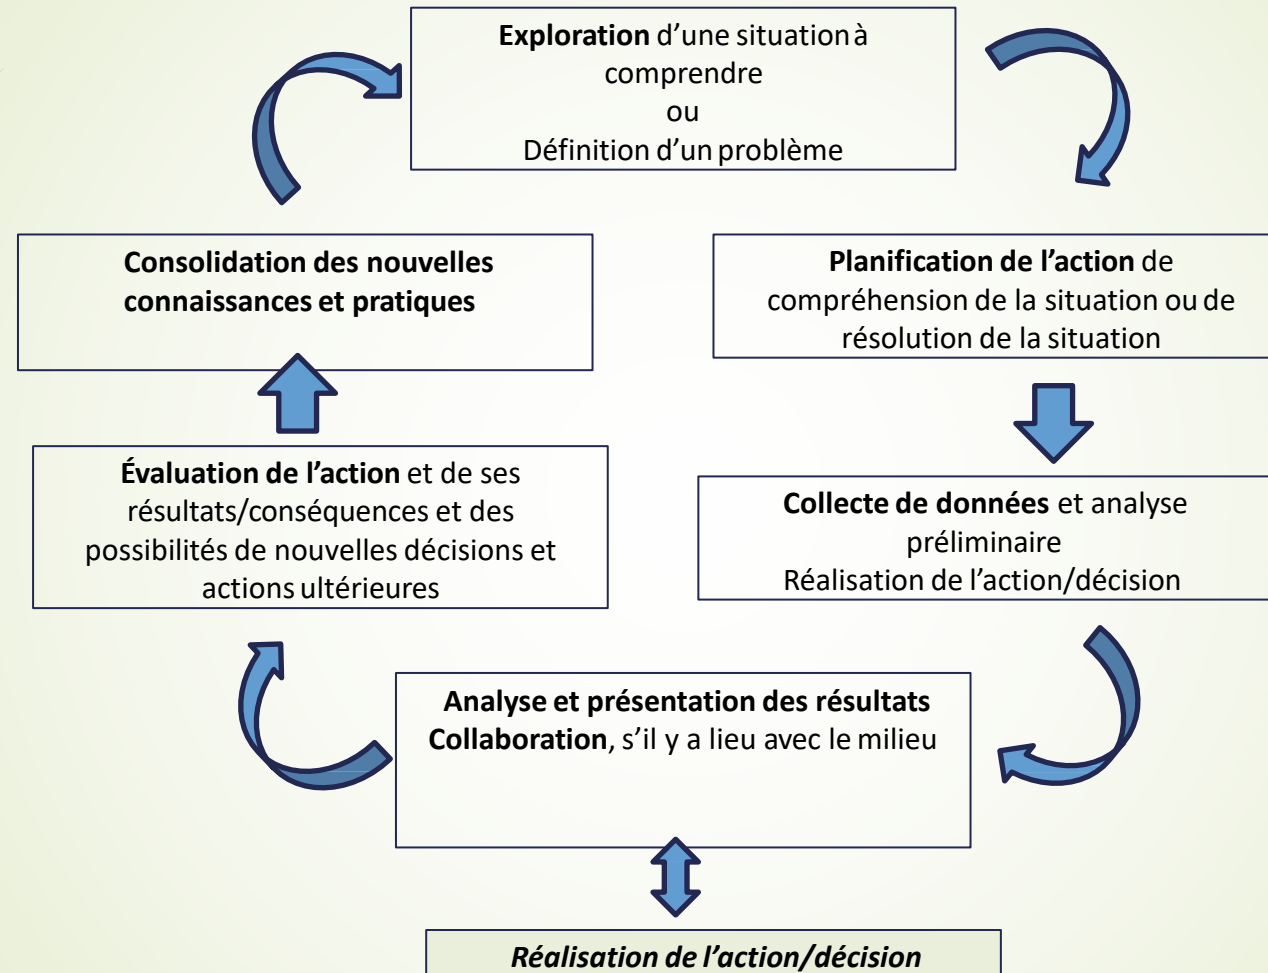 Exploration d’une situation à
comprendre
ou
Définition d’un problème
Consolidation des nouvelles
connaissances et pratiques
Planification de l’action de
compréhension de la situation ou de
résolution de la situation
Évaluation de l’action et de ses
résultats/conséquences et des
possibilités de nouvelles décisions et
actions ultérieures
Collecte de données et analyse
préliminaire
Réalisation de l’action/décision
Analyse et présentation des résultats
Collaboration, s’il y a lieu avec le milieu
Réalisation de l’action/décision